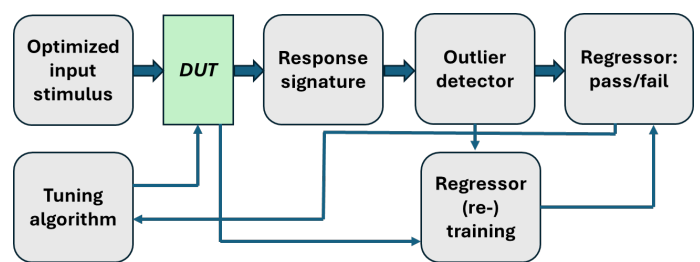 Optimized
input
stimulus
DUT
Response
signature
Outlier
detector
Regressor:
pass/fail
Tuning
algorithm
Regressor
(re-)
training